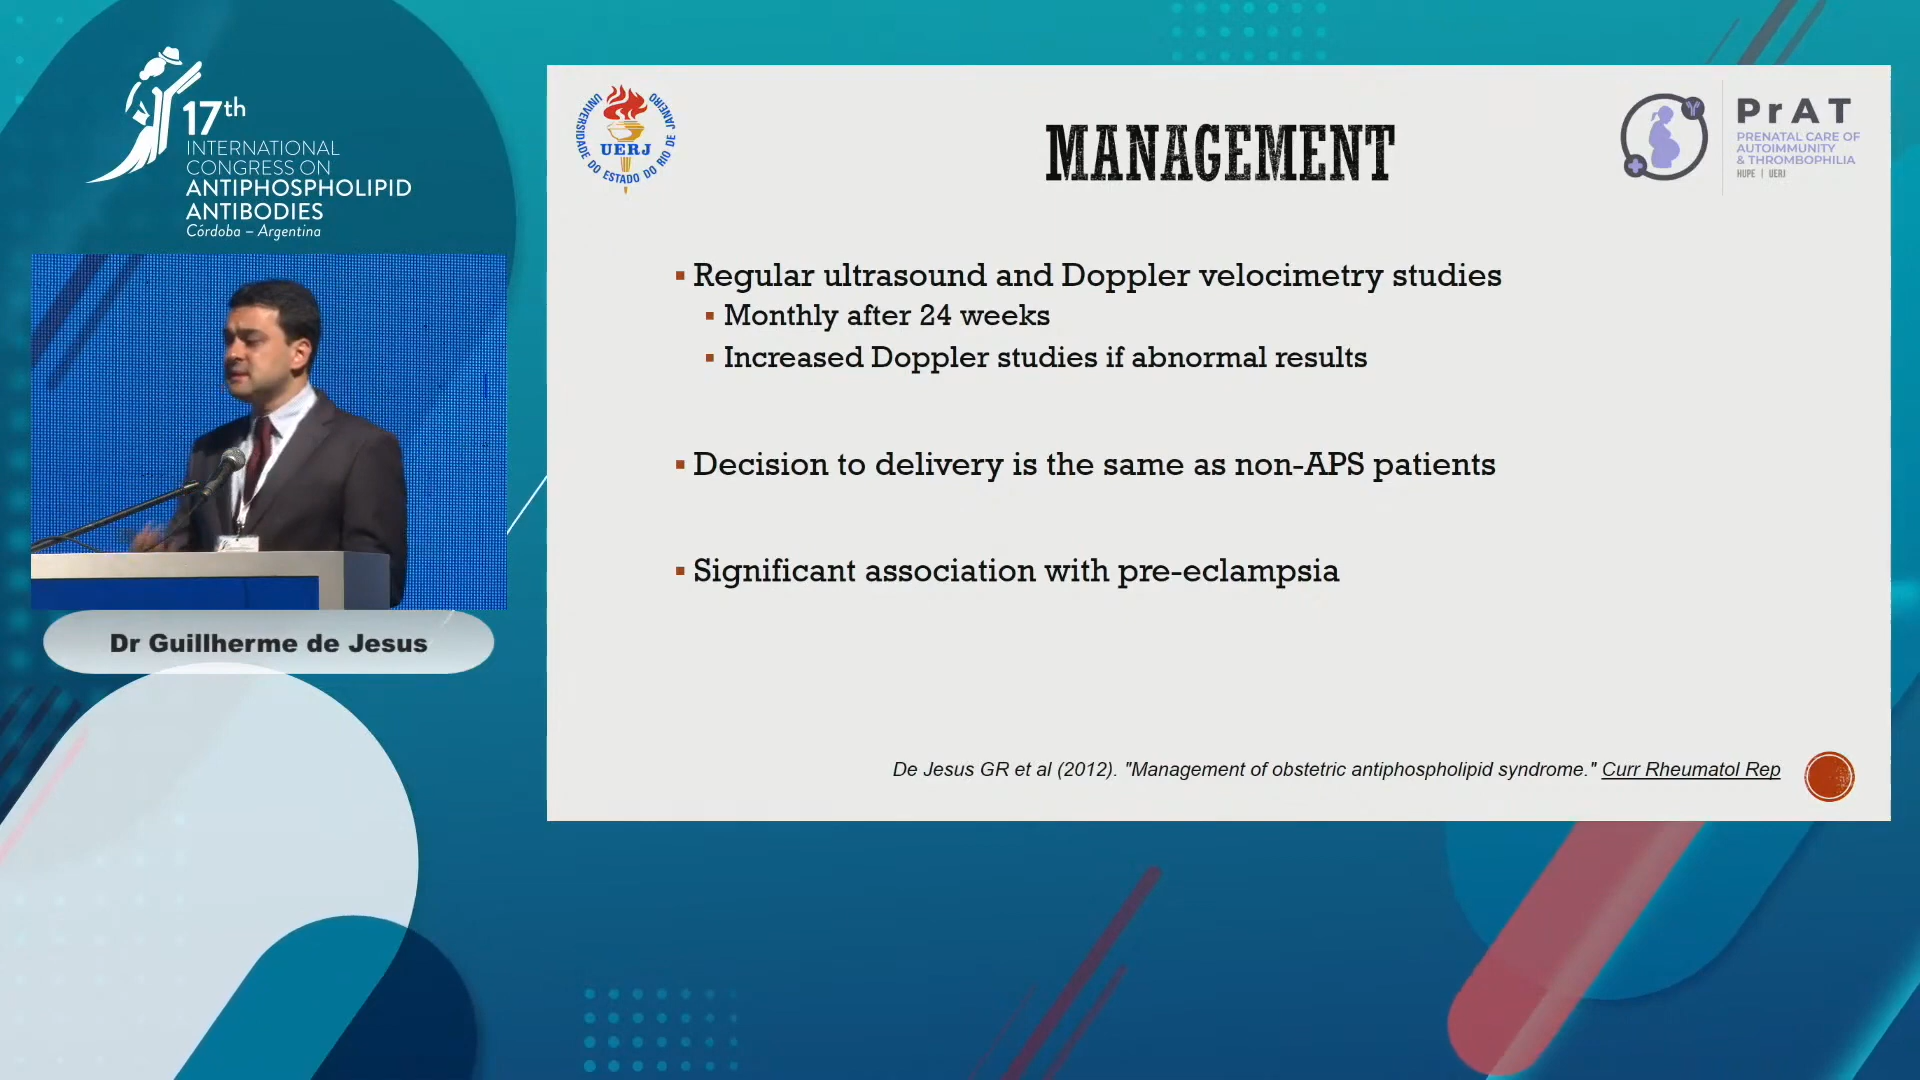 17th
INTERNATIONAL
CONGRESS ON
ANTIPHOSPHOLIPID
ANTIBODIES
Córdoba – Argentina
Dr Guillherme de Jesus
UNIVERSIDADE DO ESTADO DO RIO DE JANEIRO
UERJ
MANAGEMENT
PrAT
PRENATAL CARE OF
AUTOIMMUNITY
& THROMBOPHILIA
HUPE | UERJ
▪ Regular ultrasound and Doppler velocimetry studies
▪ Monthly after 24 weeks
▪ Increased Doppler studies if abnormal results
▪ Decision to delivery is the same as non-APS patients
▪ Significant association with pre-eclampsia
De Jesus GR et al (2012). "Management of obstetric antiphospholipid syndrome." Curr Rheumatol Rep